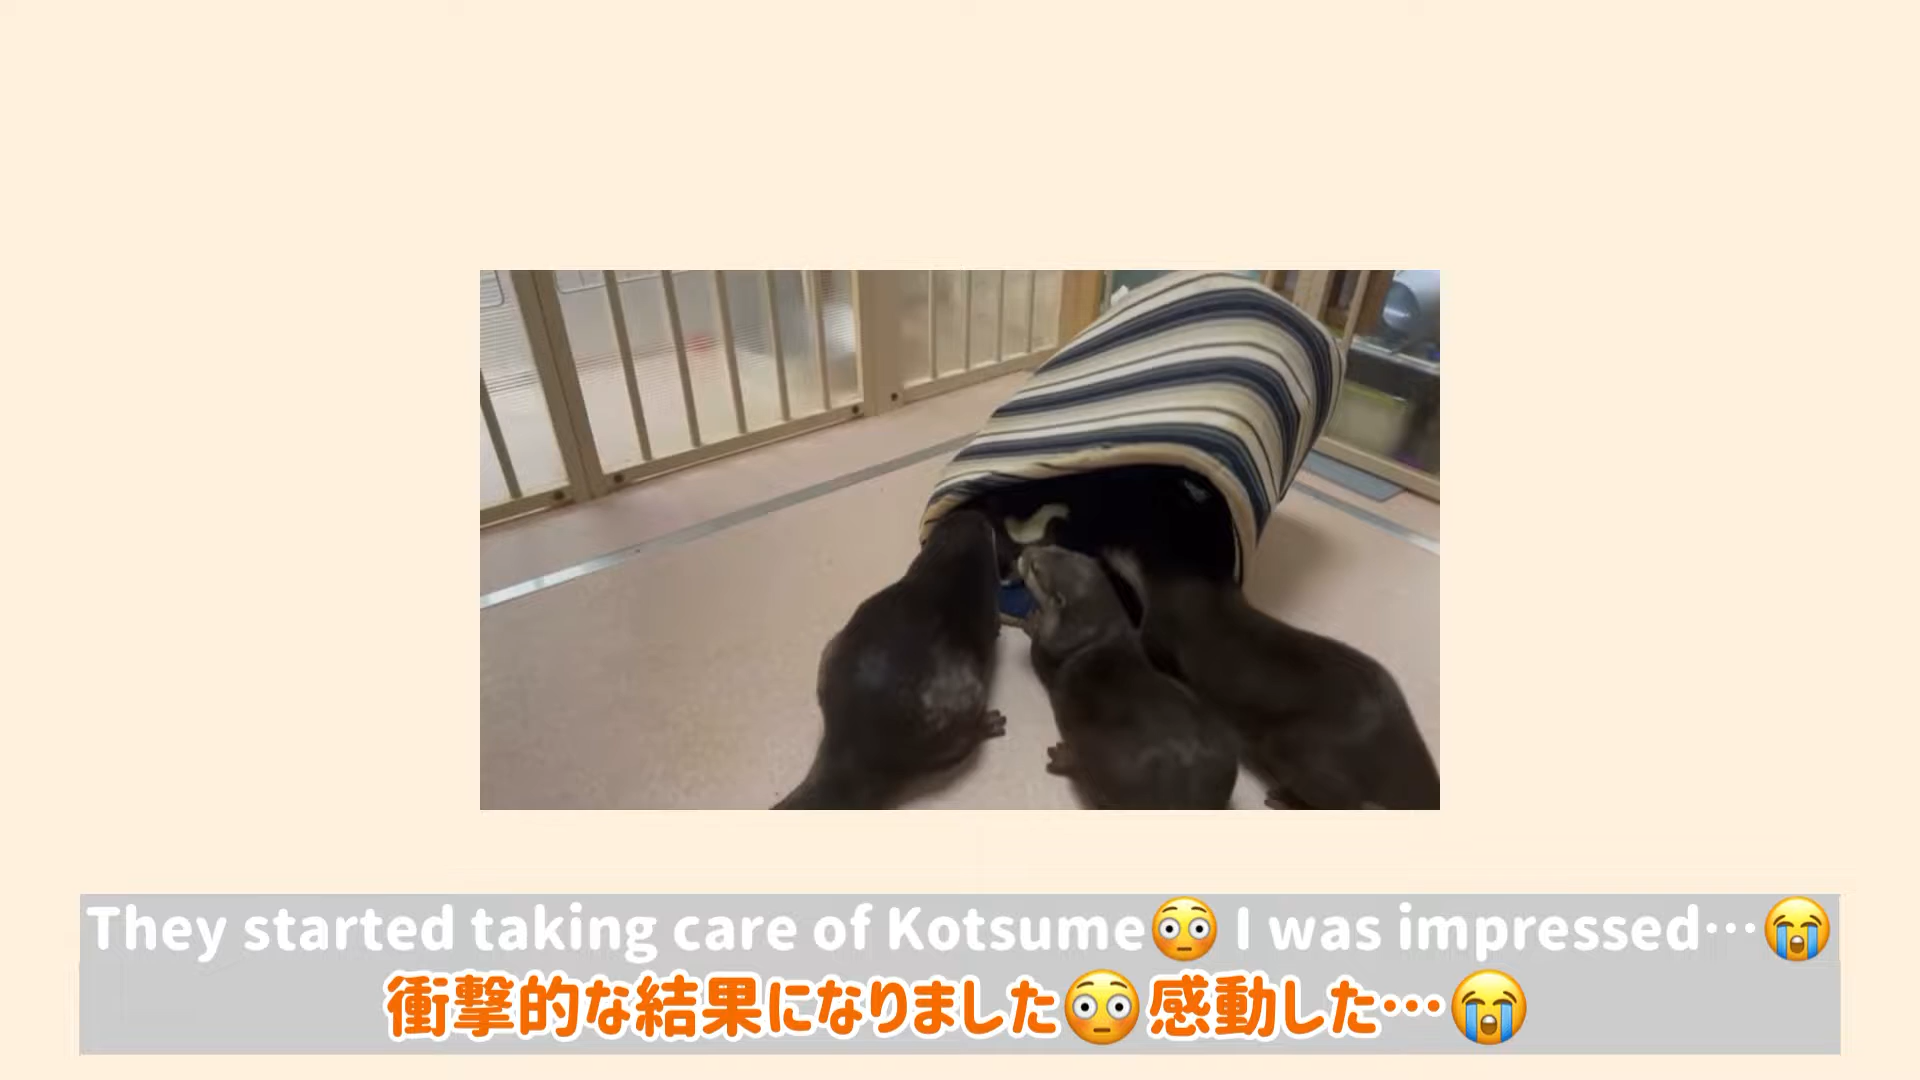 They started taking care of Kotsume😳 I was impressed…😭
衝撃的な結果になりました😳感動した…😭